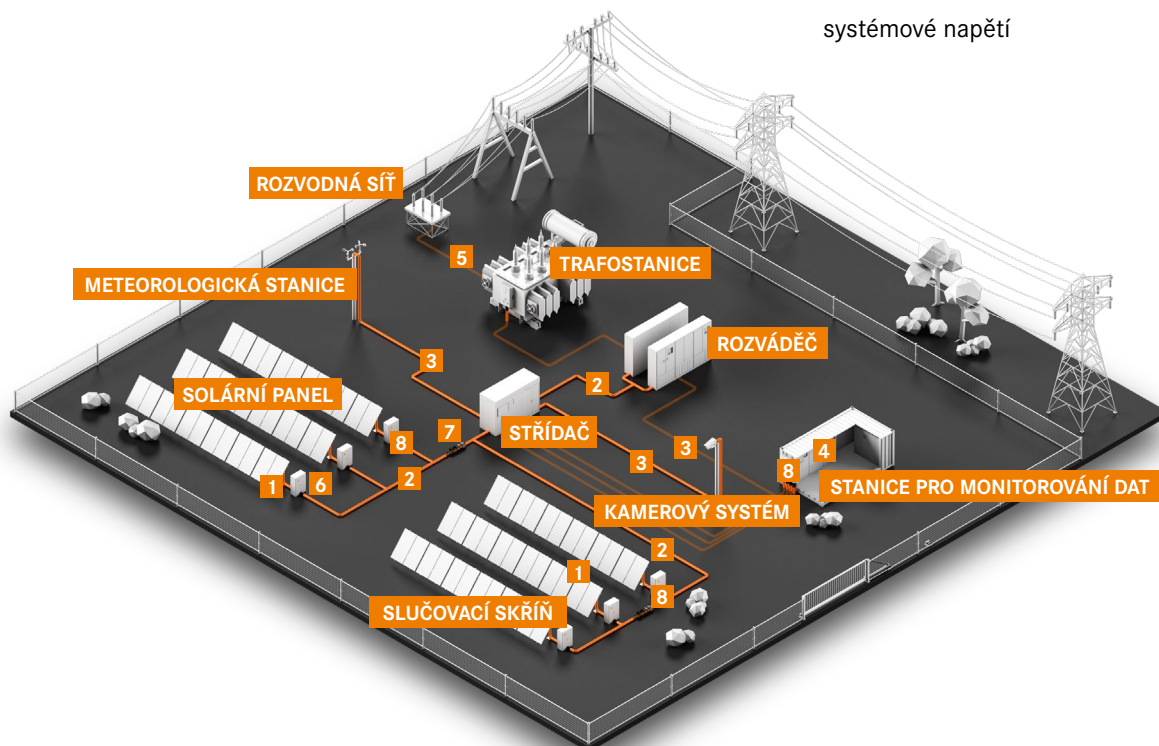 systémové napětí
ROZVODNÁ SÍŤ
5
TRAFOSTANICE
METEOROLOGICKÁ STANICE
ROZVÁDĚČ
3
2
SOLÁRNÍ PANEL
7
8
STŘÍDAČ
3
3
4
8
1
6
2
STANICE PRO MONITOROVÁNÍ DAT
KAMEROVÝ SYSTÉM
2
1
8
SLUČOVACÍ SKŘÍŇ